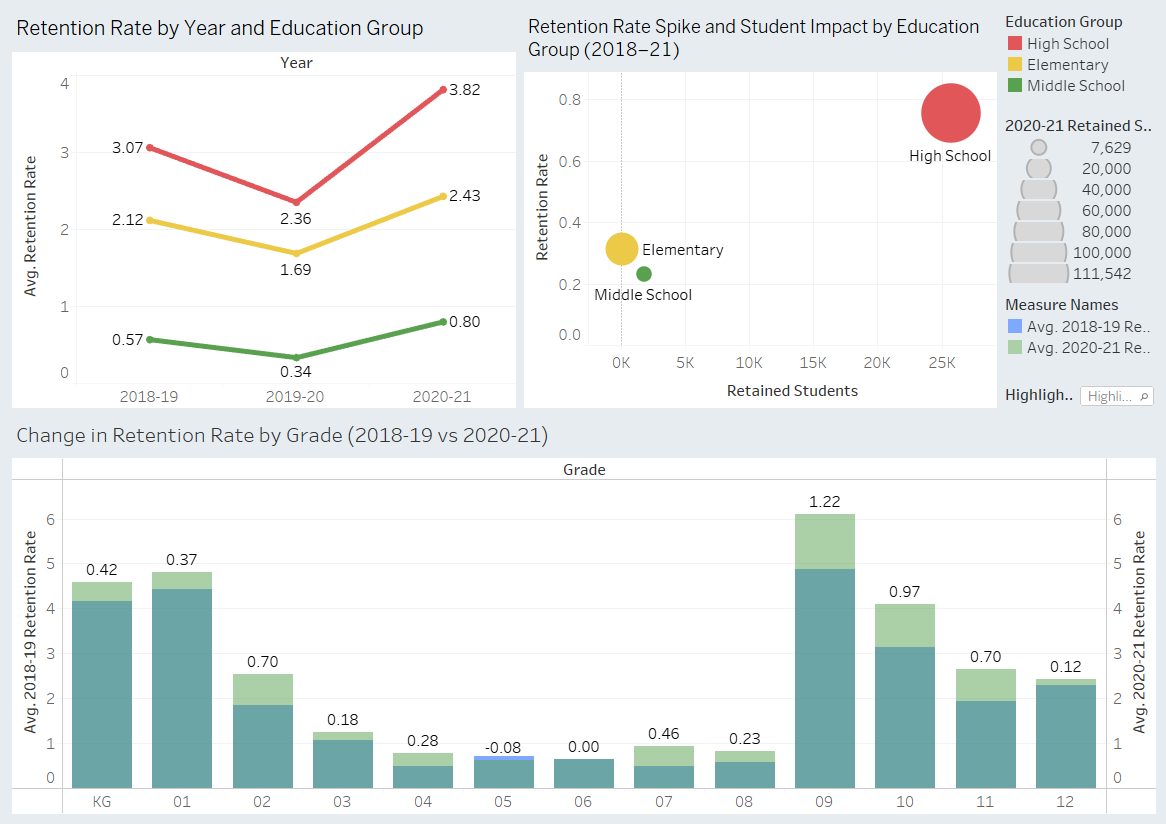 Retention Rate by Year and Education Group
Year
Avg. Retention Rate
4
3
2
1
0
3.07
2.36
3.82
2.12
1.69
2.43
0.57
0.34
0.80
2018-19
2019-20
2020-21
Retention Rate Spike and Student Impact by Education
Group (2018–21)
Retention Rate
0.8
0.6
0.4
0.2
0.0
High School
Elementary
Middle School
0K
5K
10K
15K
20K
25K
Retained Students
Education Group
High School
Elementary
Middle School
2020-21 Retained S..
7,629
20,000
40,000
60,000
80,000
100,000
111,542
Measure Names
Avg. 2018-19 Re..
Avg. 2020-21 Re..
Highligh..
Highli...
Change in Retention Rate by Grade (2018-19 vs 2020-21)
Grade
Avg. 2018-19 Retention Rate
6
5
4
3
2
1
0
0.42
0.37
0.70
0.18
0.28
-0.08
0.00
0.46
0.23
1.22
0.97
0.70
0.12
6
5
4
3
2
1
0
Avg. 2020-21 Retention Rate
KG
01
02
03
04
05
06
07
08
09
10
11
12